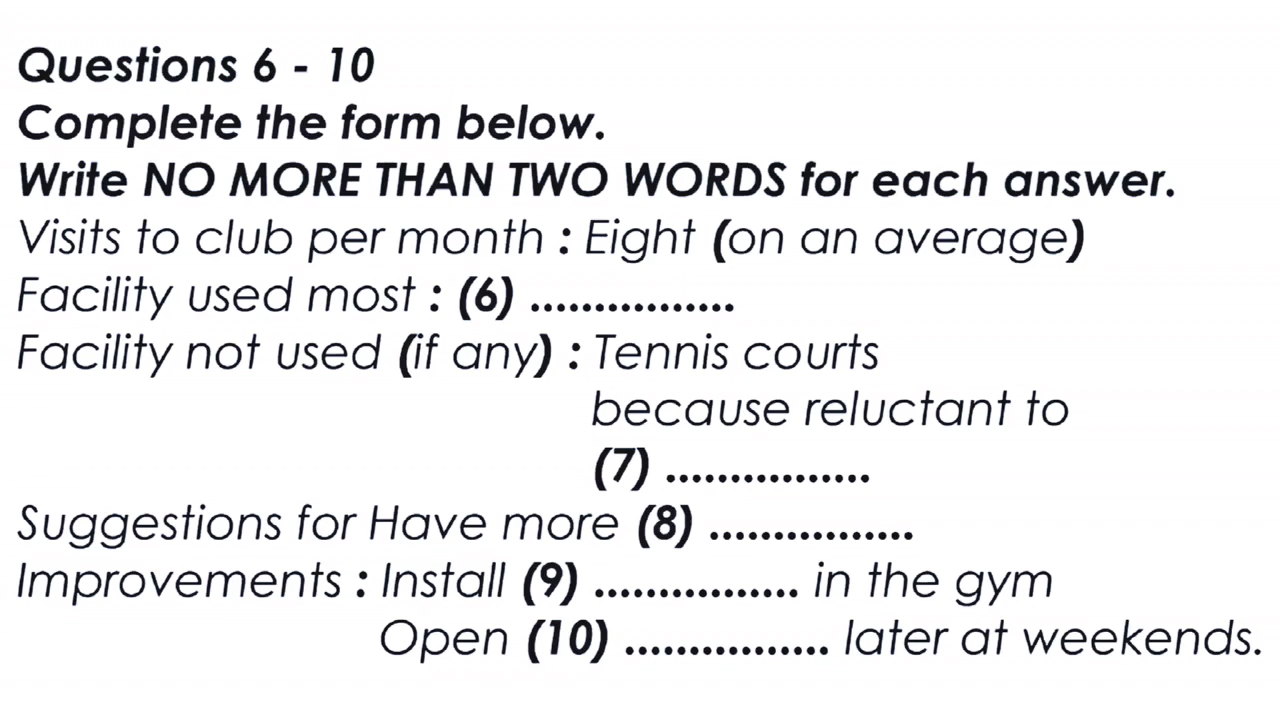 Questions 6 - 10
Complete the form below.
Write NO MORE THAN TWO WORDS for each answer.
Visits to club per month : Eight (on an average)
Facility used most : (6) ................
Facility not used (if any) : Tennis courts
because reluctant to
(7) ................
Suggestions for Have more (8) ................
Improvements : Install (9) ................ in the gym
Open (10) ................ later at weekends.